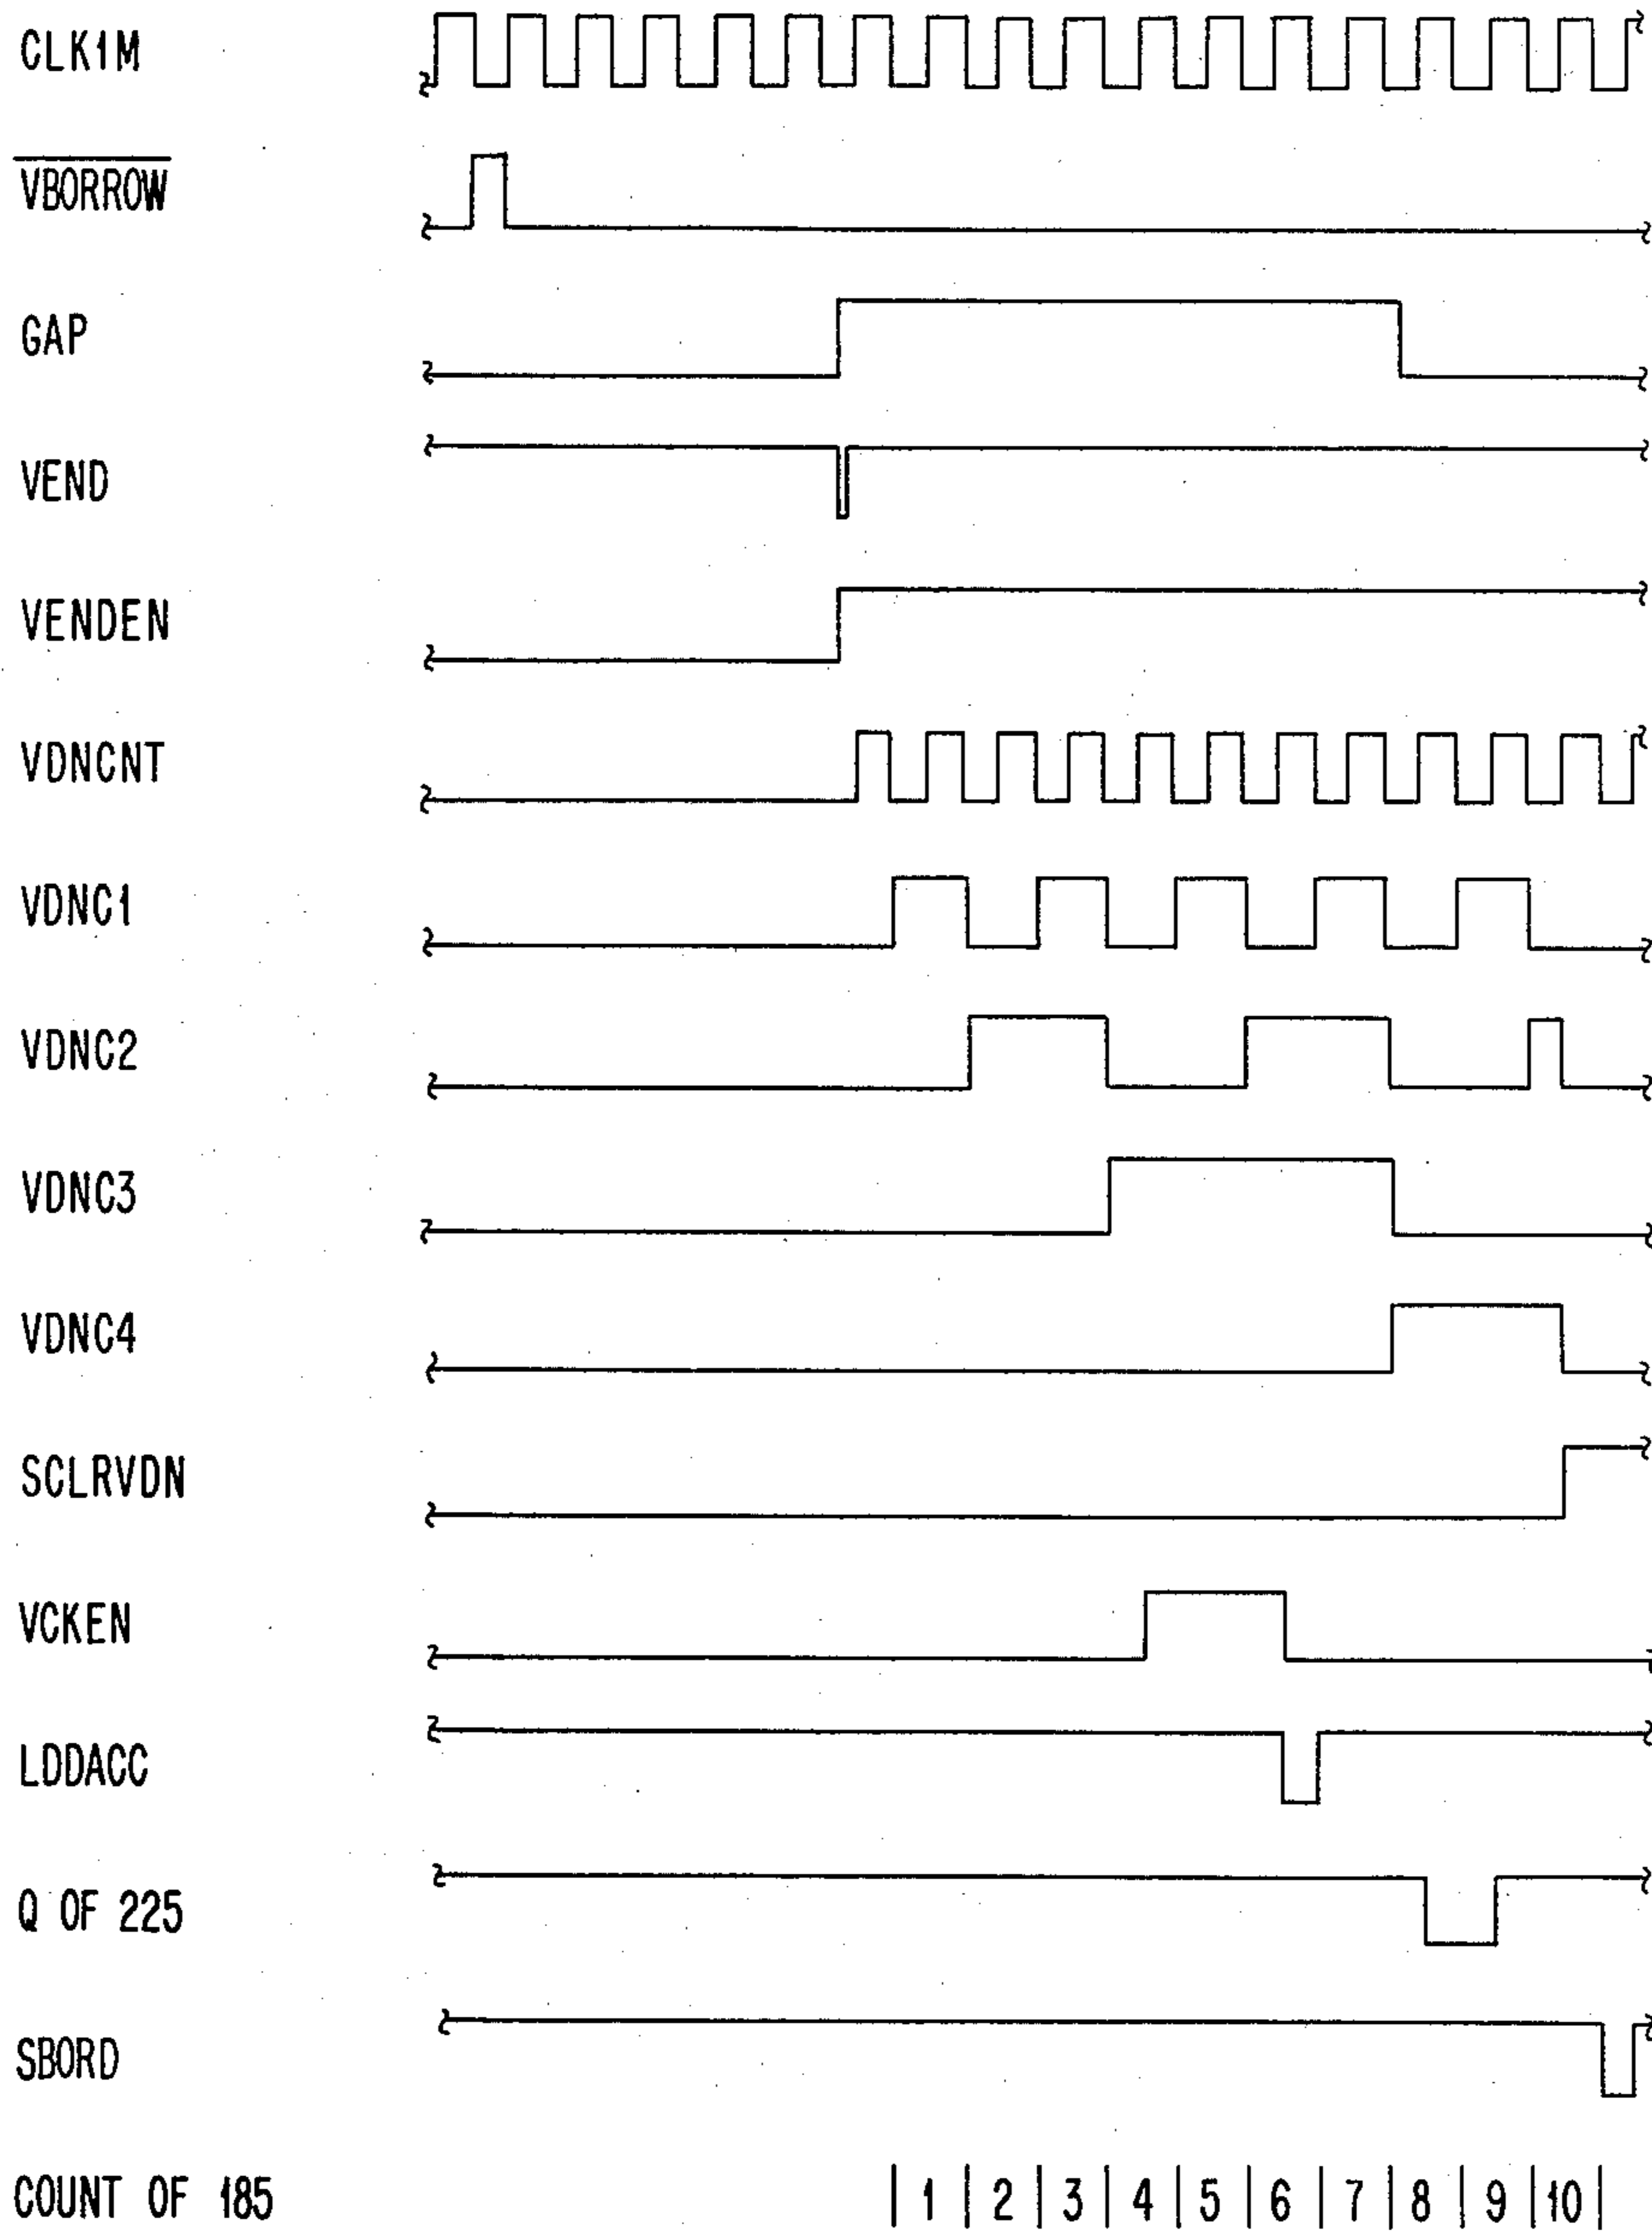 CLK1M
VBORROW
GAP
VEND
VENDEN
VDNCNT
VDNC1
VDNC2
VDNC3
VDNC4
SCLRVDN
VCKEN
LDDACC
Q OF 225
SBORD
COUNT OF 185 | 1 | 2 | 3 | 4 | 5 | 6 | 7 | 8 | 9 | 10 |